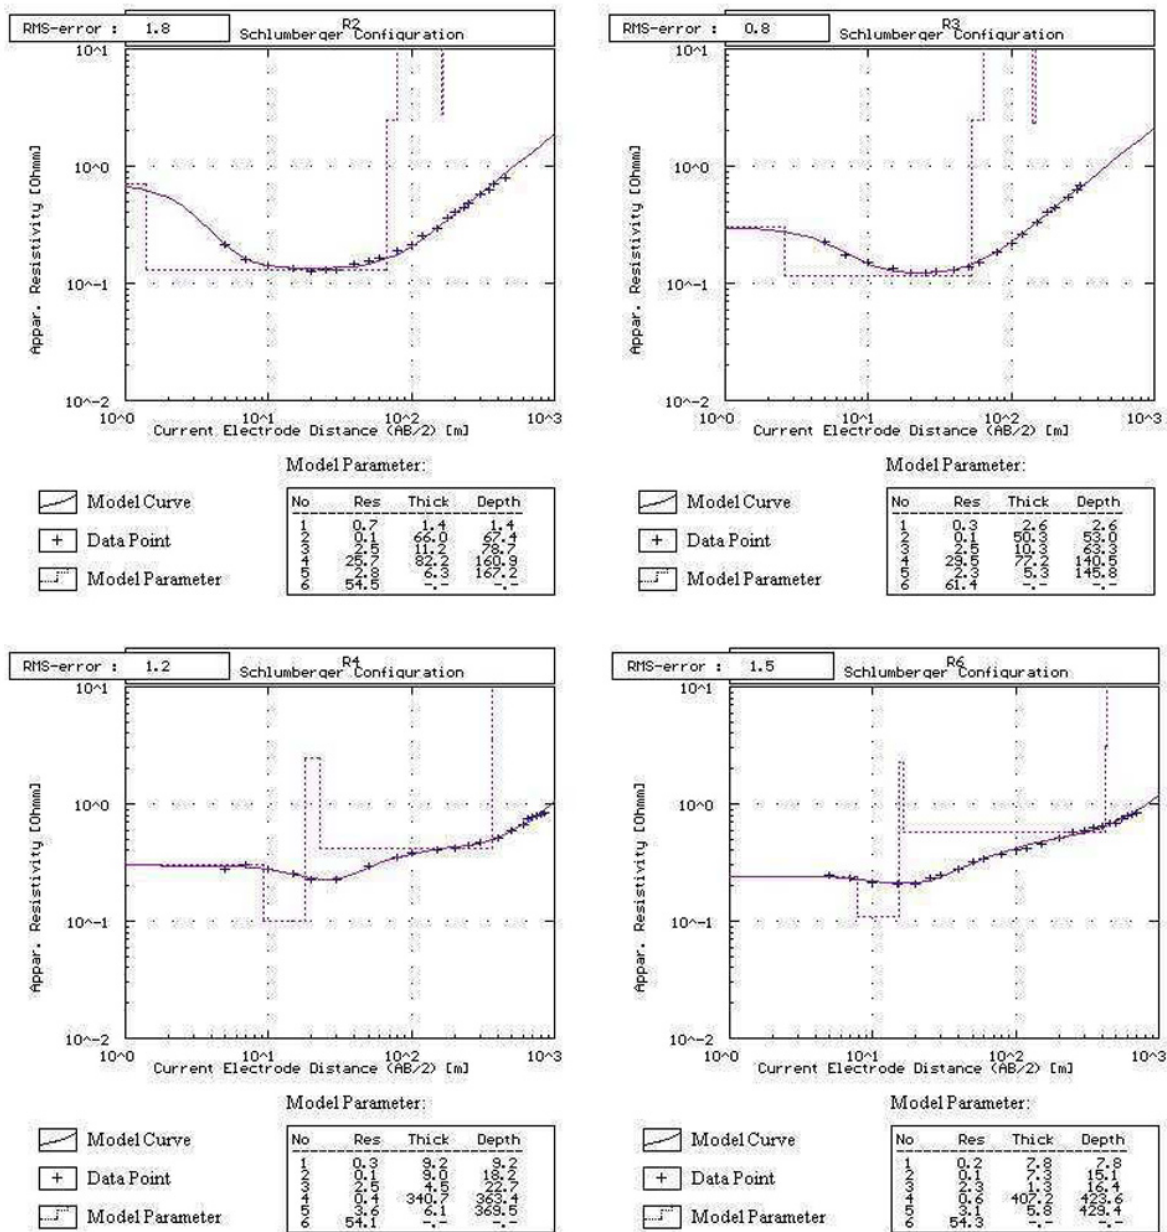 RMS-error : 1.8
R2
Schlumberger Configuration
10^1
10^0
10^-1
10^-2
Appar. Resistivity [Ohmm]
10^0 10^1 10^2 10^3
Current Electrode Distance (AB/2) [m]
Model Parameter:
Model Curve
Data Point
Model Parameter
No Res Thick Depth
1 0.7 1.4 1.4
2 0.1 66.0 67.4
3 2.5 11.2 78.7
4 25.7 82.2 160.9
5 2.8 6.3 167.2
6 54.5 -.- -.-
RMS-error : 0.8
R3
Schlumberger Configuration
10^1
10^0
10^-1
10^-2
Appar. Resistivity [Ohmm]
10^0 10^1 10^2 10^3
Current Electrode Distance (AB/2) [m]
Model Parameter:
Model Curve
Data Point
Model Parameter
No Res Thick Depth
1 0.3 2.6 2.6
2 0.1 50.3 53.0
3 2.5 10.3 63.3
4 29.5 77.2 140.5
5 2.3 5.3 145.8
6 61.4 -.- -.-
RMS-error : 1.2
R4
Schlumberger Configuration
10^1
10^0
10^-1
10^-2
Appar. Resistivity [Ohmm]
10^0 10^1 10^2 10^3
Current Electrode Distance (AB/2) [m]
Model Parameter:
Model Curve
Data Point
Model Parameter
No Res Thick Depth
1 0.3 9.2 9.2
2 0.1 9.0 18.2
3 2.5 4.5 22.7
4 0.4 340.7 363.4
5 3.6 6.1 369.5
6 54.1 -.- -.-
RMS-error : 1.5
R6
Schlumberger Configuration
10^1
10^0
10^-1
10^-2
Appar. Resistivity [Ohmm]
10^0 10^1 10^2 10^3
Current Electrode Distance (AB/2) [m]
Model Parameter:
Model Curve
Data Point
Model Parameter
No Res Thick Depth
1 0.2 7.8 7.8
2 0.1 7.3 15.1
3 2.3 1.3 16.4
4 0.6 407.2 423.6
5 3.1 5.8 429.4
6 54.3 -.- -.-